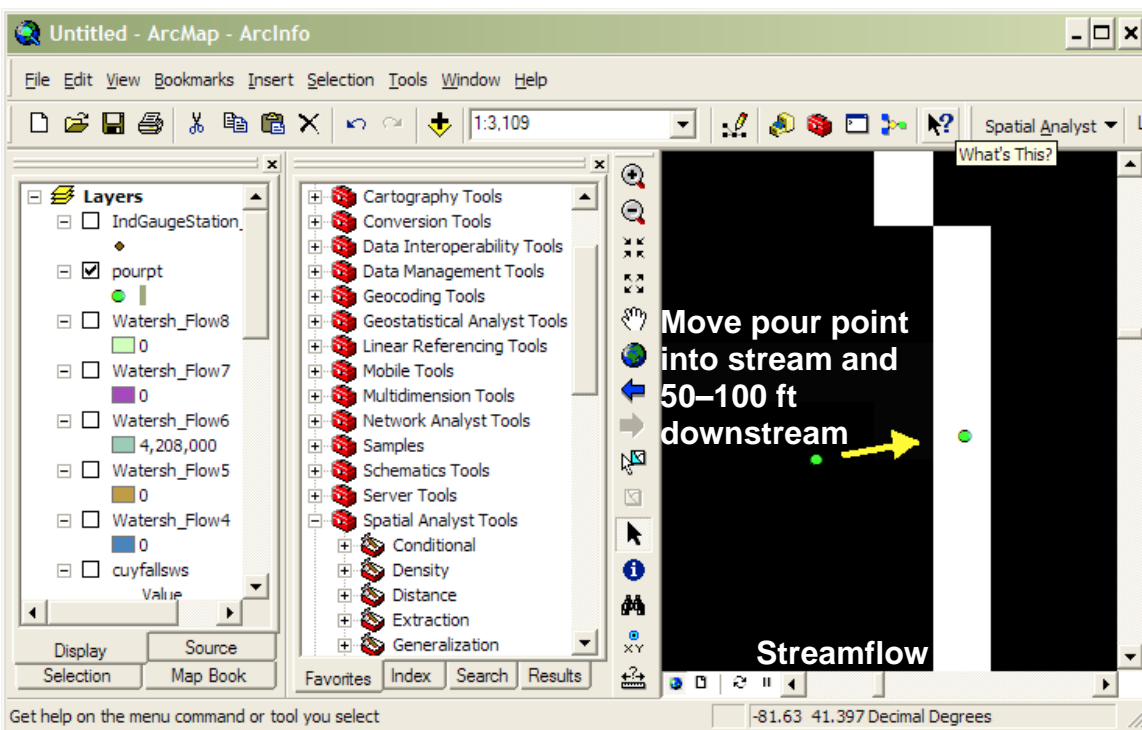 Untitled - ArcMap - ArcInfo
File Edit View Bookmarks Insert Selection Tools Window Help
1:3,109
Spatial Analyst
What's This?
Layers
IndGaugeStation_
pourpt
Watersh_Flow8
0
Watersh_Flow7
0
Watersh_Flow6
4,208,000
Watersh_Flow5
0
Watersh_Flow4
0
cuyfallsws
Value
Display
Source
Selection
Map Book
Cartography Tools
Conversion Tools
Data Interoperability Tools
Data Management Tools
Geocoding Tools
Geostatistical Analyst Tools
Linear Referencing Tools
Mobile Tools
Multidimension Tools
Network Analyst Tools
Samples
Schematics Tools
Server Tools
Spatial Analyst Tools
Conditional
Density
Distance
Extraction
Generalization
Favorites Index Search Results
XY
Move pour point
into stream and
50–100 ft
downstream
Streamflow
Get help on the menu command or tool you select
-81.63 41.397 Decimal Degrees